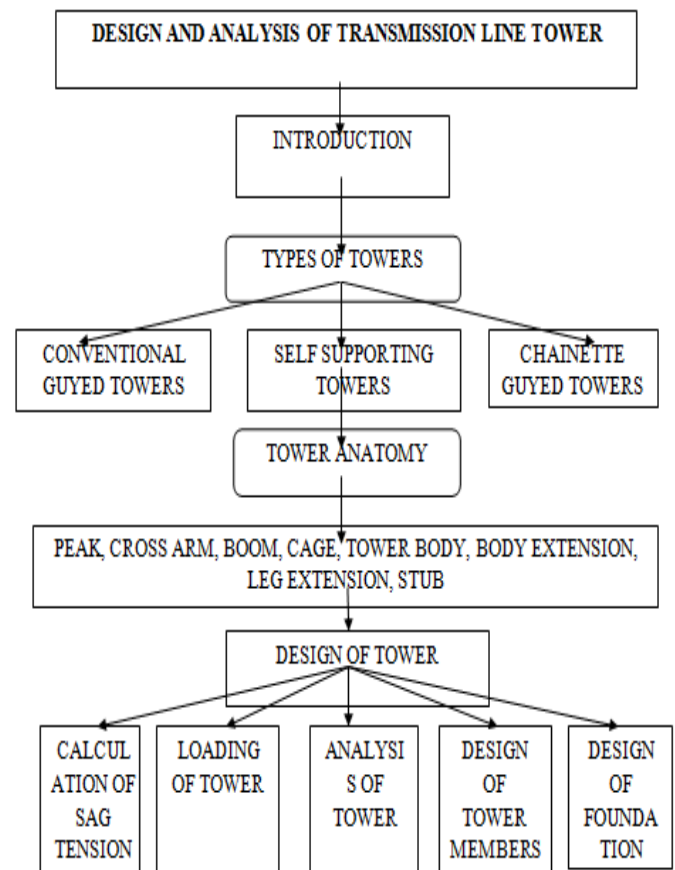 DESIGN AND ANALYSIS OF TRANSMISSION LINE TOWER
INTRODUCTION
TYPES OF TOWERS
CONVENTIONAL
GUYED TOWERS
SELF SUPPORTING
TOWERS
CHAINETTE
GUYED TOWERS
TOWER ANATOMY
PEAK, CROSS ARM, BOOM, CAGE, TOWER BODY, BODY EXTENSION,
LEG EXTENSION, STUB
DESIGN OF TOWER
CALCUL
ATION OF
SAG
TENSION
LOADING
OF TOWER
ANALYSI
S OF
TOWER
DESIGN
OF
TOWER
MEMBERS
DESIGN
OF
FOUNDA
TION